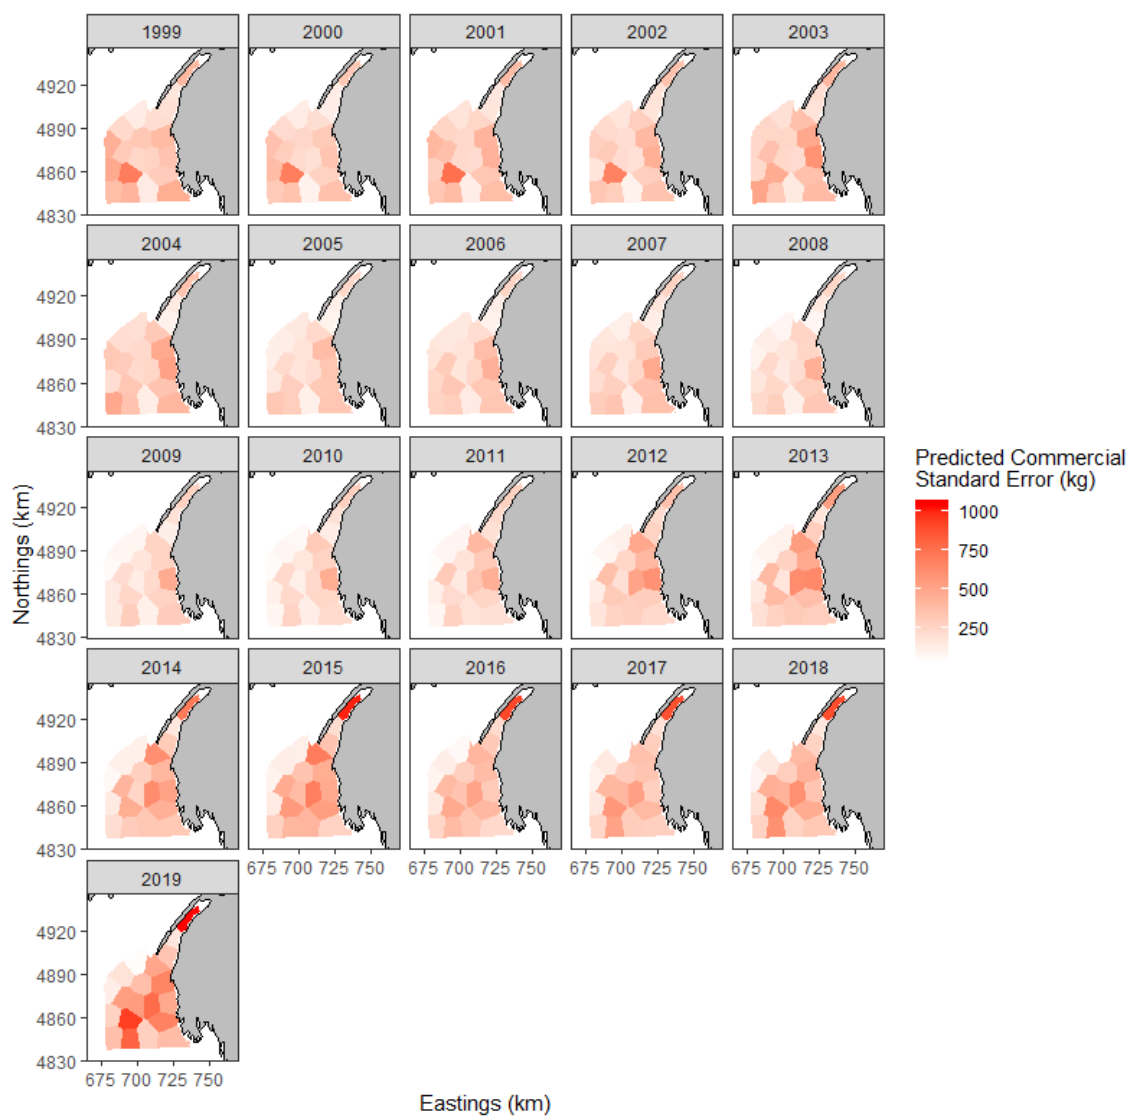 1999 2000 2001 2002 2003
4920
4890
4860
4830
2004 2005 2006 2007 2008
4920
4890
4860
4830
2009 2010 2011 2012 2013
4920
4890
4860
4830
2014 2015 2016 2017 2018
4920
4890
4860
4830
675 700 725 750 675 700 725 750 675 700 725 750 675 700 725 750
2019
4920
4890
4860
4830
675 700 725 750
Northings (km)
Eastings (km)
Predicted Commercial
Standard Error (kg)
1000
750
500
250